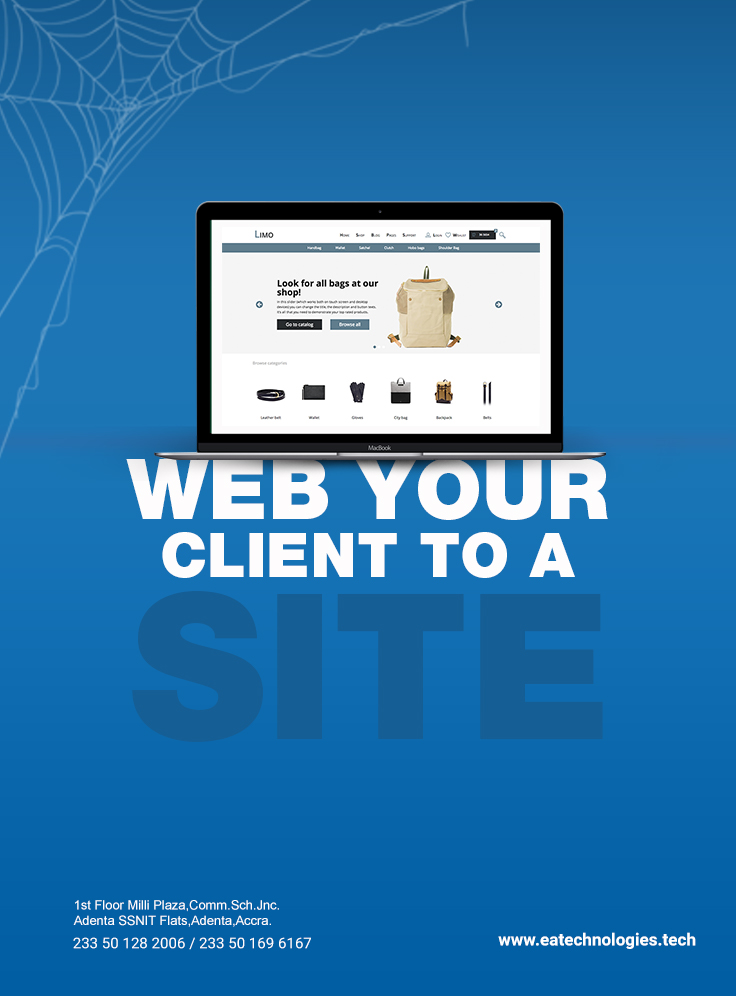 LIMO
HOME SHOP BLOG PAGES SUPPORT LOGIN WISHLIST
Handbag Wallet Satchel Clutch Hobo bags Shoulder Bag
Look for all bags at our
shop!
In this slider (which works both on touch screen and desktop
devices) you can change the title, the description and button texts.
It's all that you need to demonstrate your top rated products.
Go to catalog Browse all
Browse categories
Leather belt Wallet Gloves City bag Backpack Belts
MacBook
WEB YOUR
CLIENT TO A
SITE
1st Floor Milli Plaza,Comm.Sch.Jnc.
Adenta SSNIT Flats,Adenta,Accra.
233 50 128 2006 / 233 50 169 6167
www.eatechnologies.tech